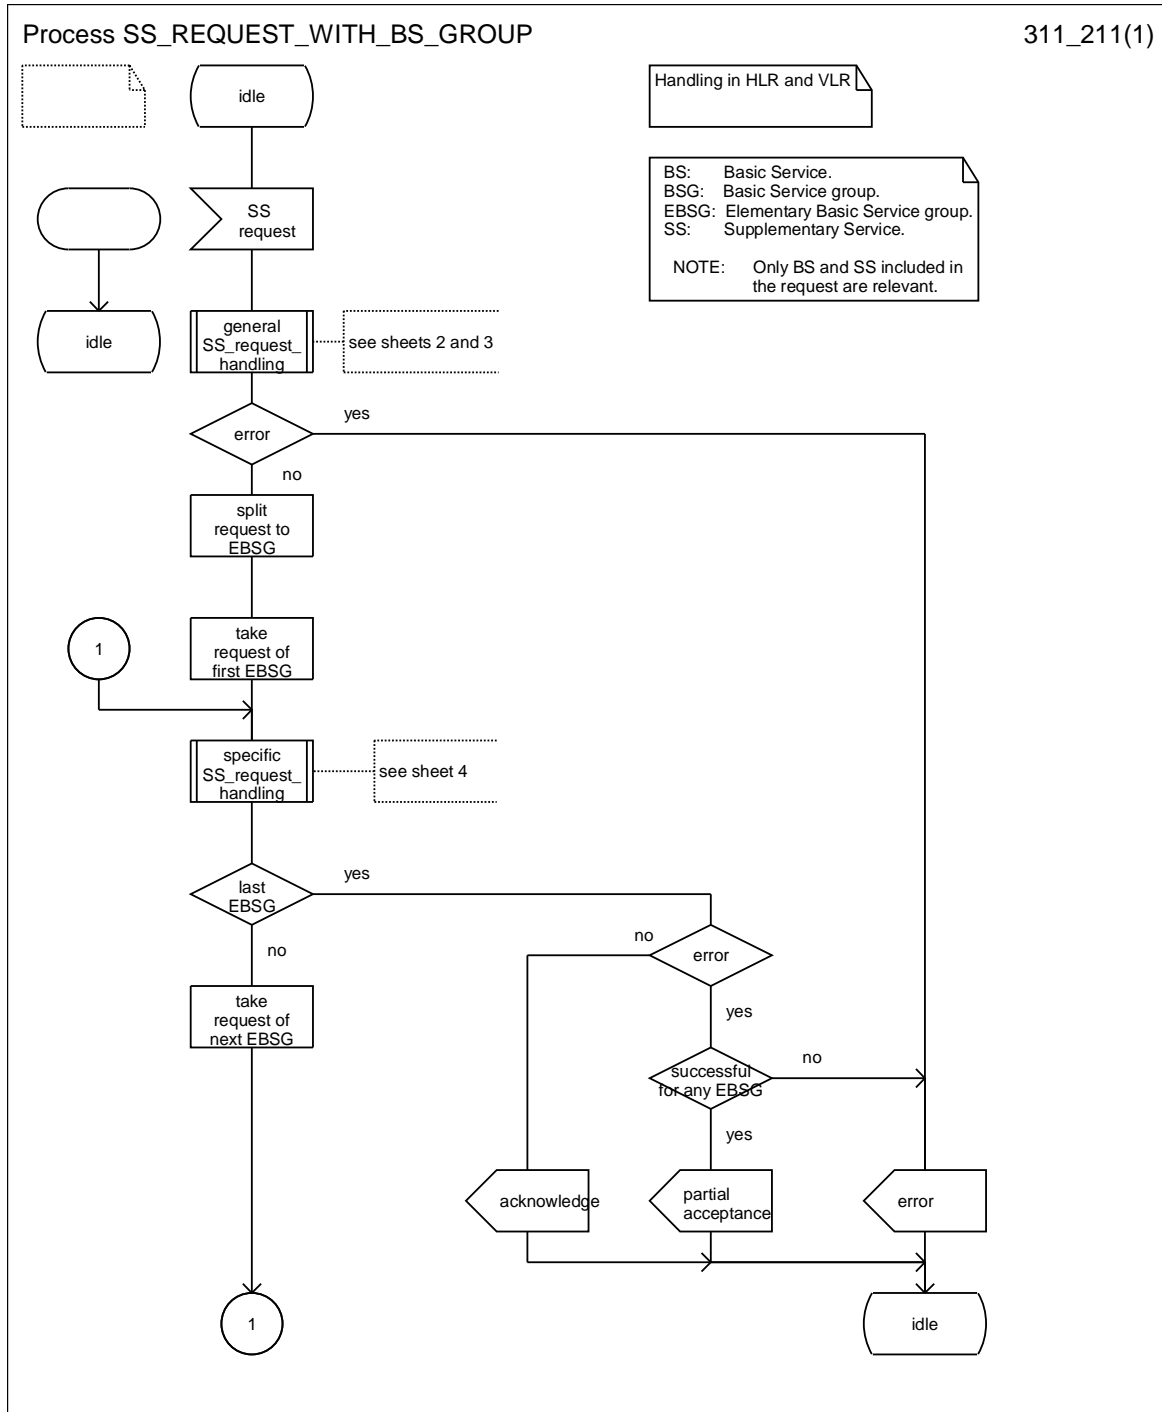 Process SS_REQUEST_WITH_BS_GROUP
311_211(1)
idle
Handling in HLR and VLR
BS: Basic Service.
BSG: Basic Service group.
EBSG: Elementary Basic Service group.
SS: Supplementary Service.
NOTE: Only BS and SS included in
the request are relevant.
SS
request
idle
general
SS_request_
handling
see sheets 2 and 3
error
yes
no
split
request to
EBSG
1
take
request of
first EBSG
specific
SS_request_
handling
see sheet 4
last
EBSG
yes
no
error
no
yes
take
request of
next EBSG
successful
for any EBSG
no
yes
acknowledge
partial
acceptance
error
1
idle